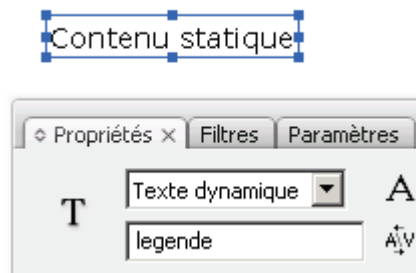 Contenu statique
Propriétés × Filtres Paramètres
T Texte dynamique A
legende A|V